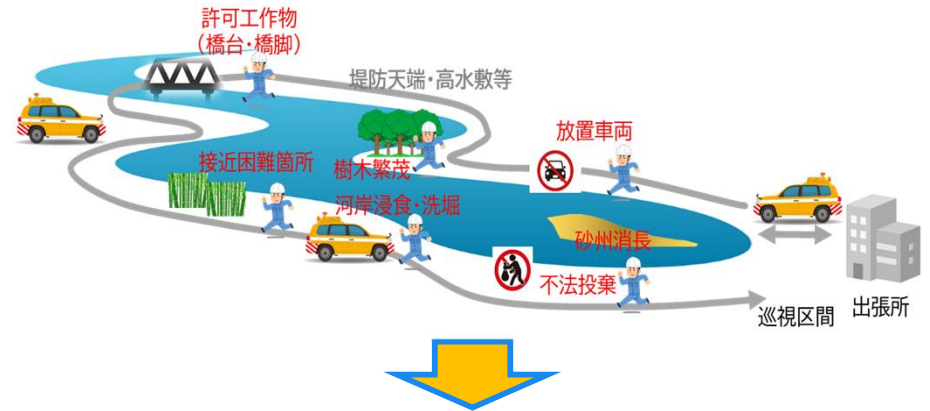 許可工作物
（橋台・橋脚）
堤防天端・高水敷等
放置車両
接近困難箇所
樹木繁茂
河岸浸食・洗堀
砂州消長
不法投棄
巡視区間
出張所